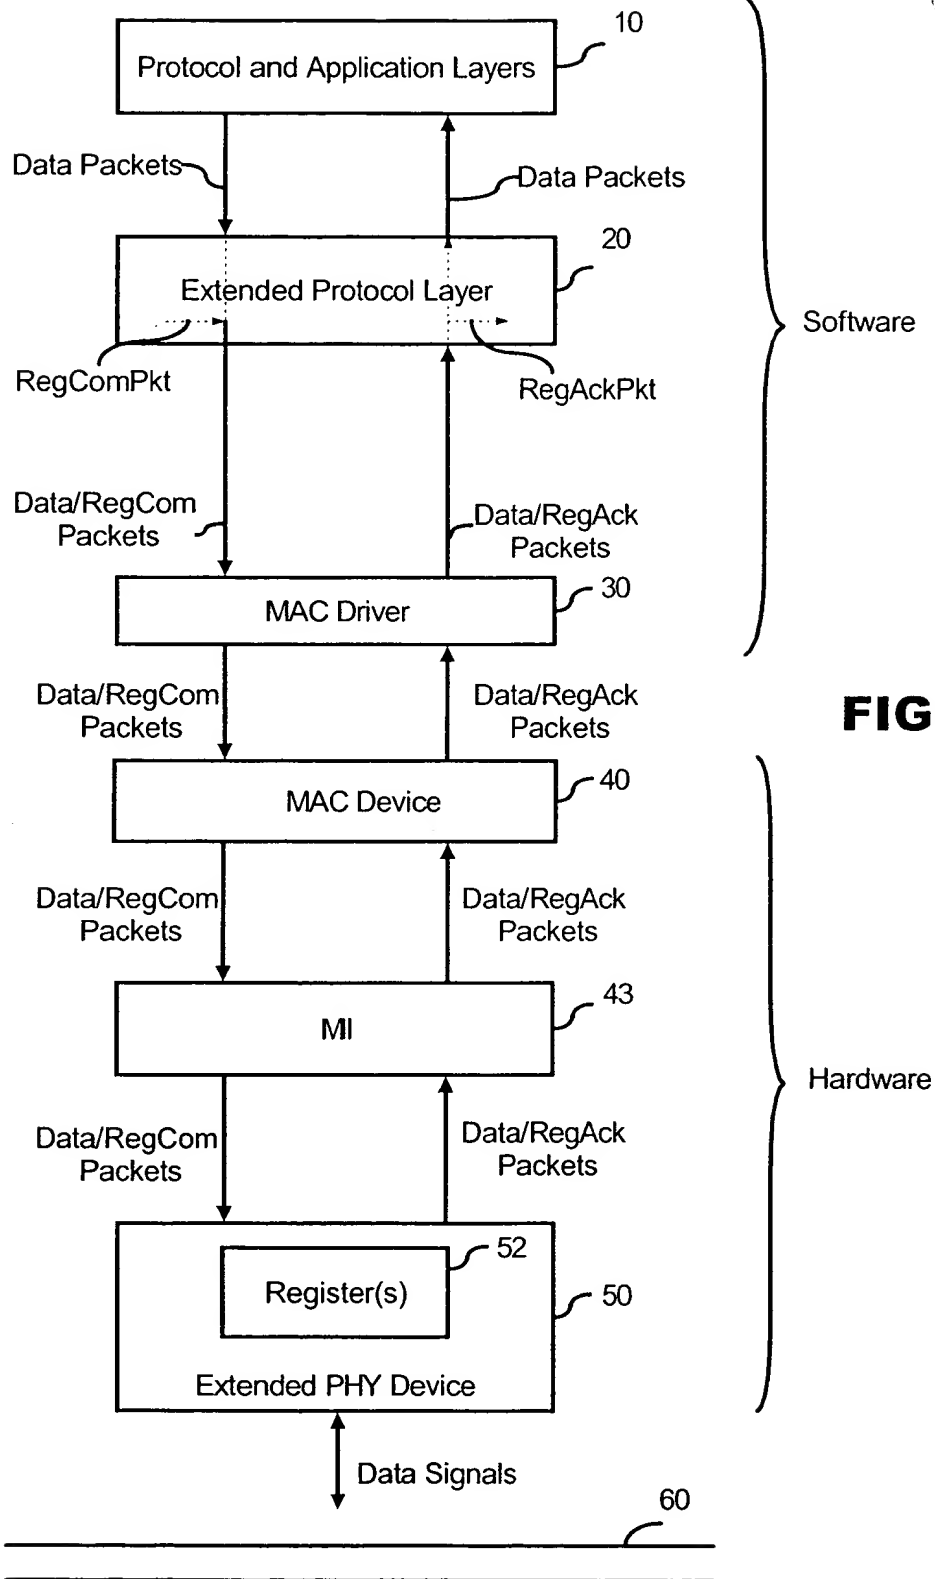 10
Protocol and Application Layers
Data Packets
Data Packets
20
Extended Protocol Layer
Software
RegComPkt
RegAckPkt
Data/RegCom
Packets
Data/RegAck
Packets
30
MAC Driver
Data/RegCom
Packets
Data/RegAck
Packets
FIG
40
MAC Device
Data/RegCom
Packets
Data/RegAck
Packets
43
MI
Hardware
Data/RegCom
Packets
Data/RegAck
Packets
52
Register(s)
50
Extended PHY Device
Data Signals
60